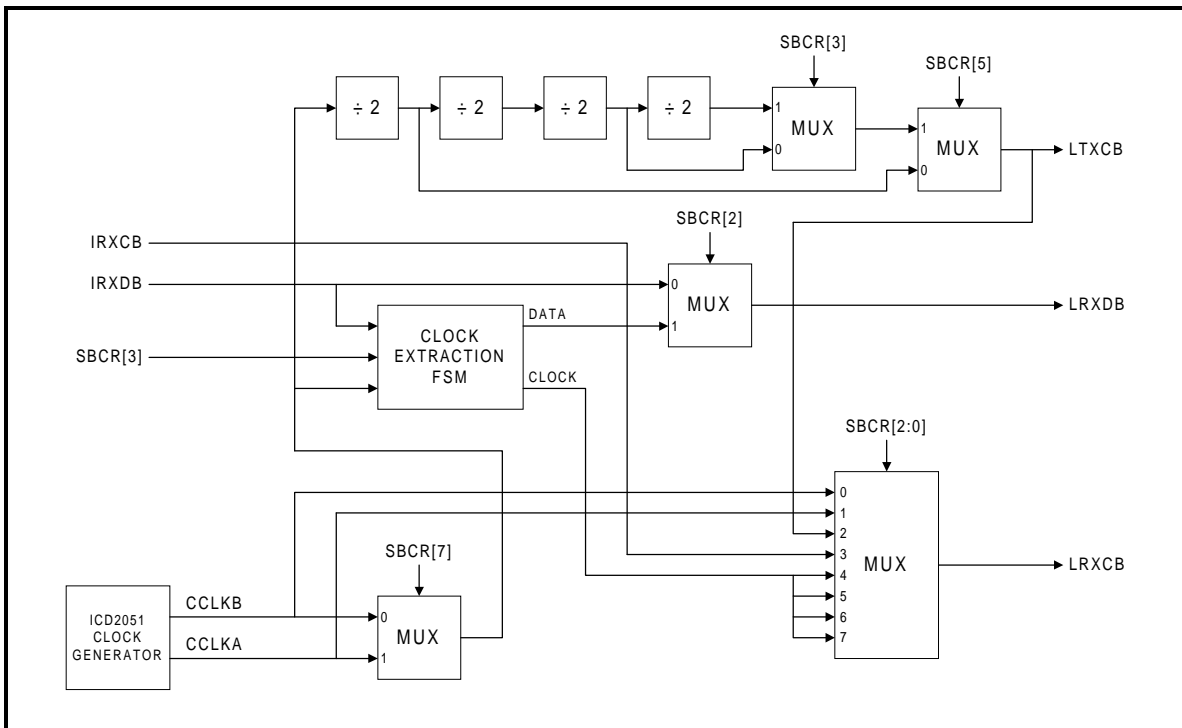 SBCR[3]
SBCR[5]
÷ 2
÷ 2
÷ 2
÷ 2
1
MUX
0
1
MUX
0
LTXCB
SBCR[2]
IRXCB
IRXDB
0
MUX
1
LRXDB
DATA
CLOCK
EXTRACTION
FSM
SBCR[3]
CLOCK
SBCR[2:0]
0
1
2
3
4
5
6
7
MUX
LRXCB
SBCR[7]
ICD2051
CLOCK
GENERATOR
CCLKB
CCLKA
0
MUX
1